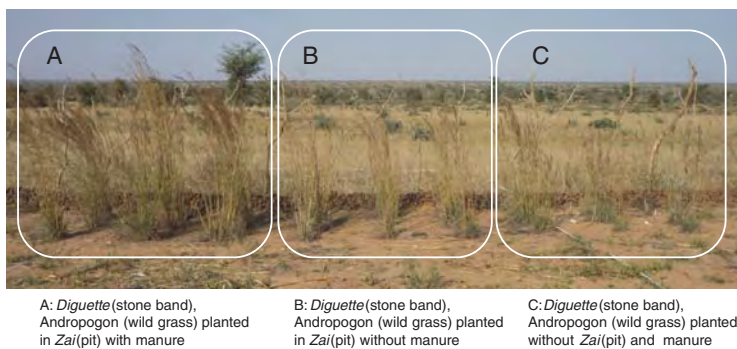 A
B
C
A: Diguette(stone band),
Andropogon (wild grass) planted
in Zai(pit) with manure
B: Diguette(stone band),
Andropogon (wild grass) planted
in Zai(pit) without manure
C:Diguette(stone band),
Andropogon (wild grass) planted
without Zai(pit) and manure